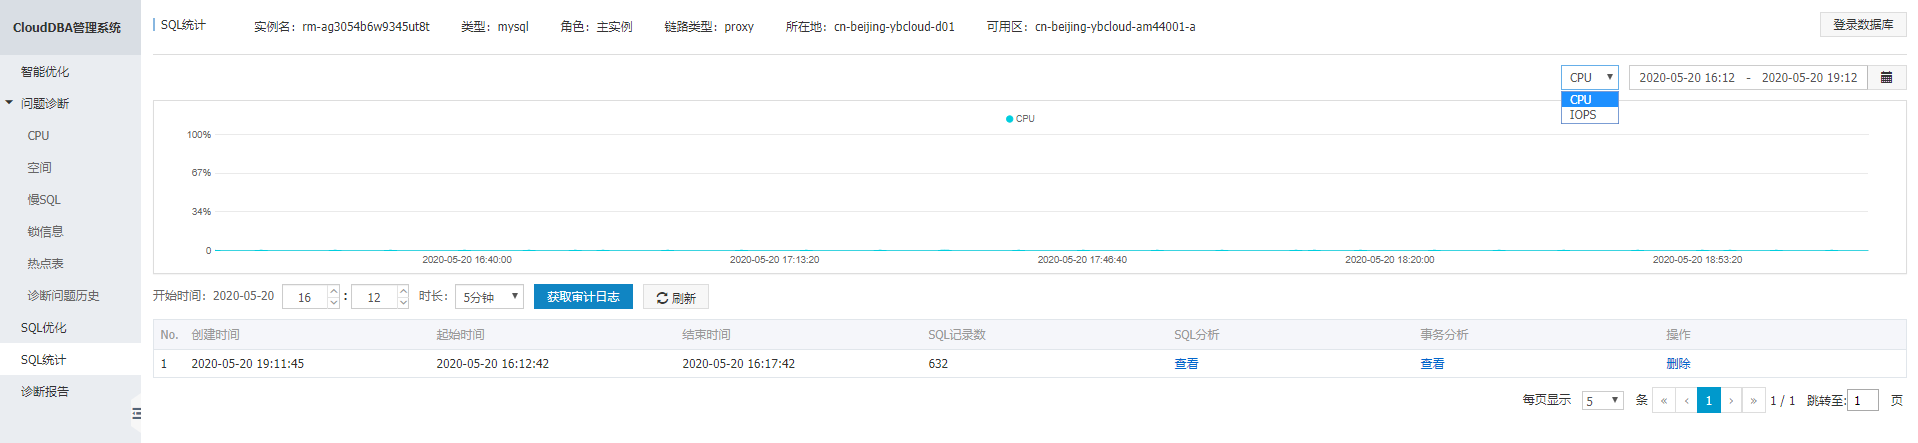 CloudDBA管理系统
智能优化
问题诊断
CPU
空间
慢SQL
锁信息
热点表
诊断问题历史
SQL优化
SQL统计
诊断报告
SQL统计 实例名：rm-ag3054b6w9345ut8t 类型：mysql 角色：主实例 链路类型：proxy 所在地：cn-beijing-ybcloud-d01 可用区：cn-beijing-ybcloud-am44001-a 登录数据库
CPU 2020-05-20 16:12 - 2020-05-20 19:12
CPU
IOPS
CPU
100%
67%
34%
0
2020-05-20 16:40:00 2020-05-20 17:13:20 2020-05-20 17:46:40 2020-05-20 18:20:00 2020-05-20 18:53:20
开始时间：2020-05-20 16 : 12 时长：5分钟 获取审计日志 刷新
No. 创建时间 起始时间 结束时间 SQL记录数 SQL分析 事务分析 操作
1 2020-05-20 19:11:45 2020-05-20 16:12:42 2020-05-20 16:17:42 632 查看 查看 删除
每页显示 5 条 « ‹ 1 › » 1 / 1 跳转至:1 页